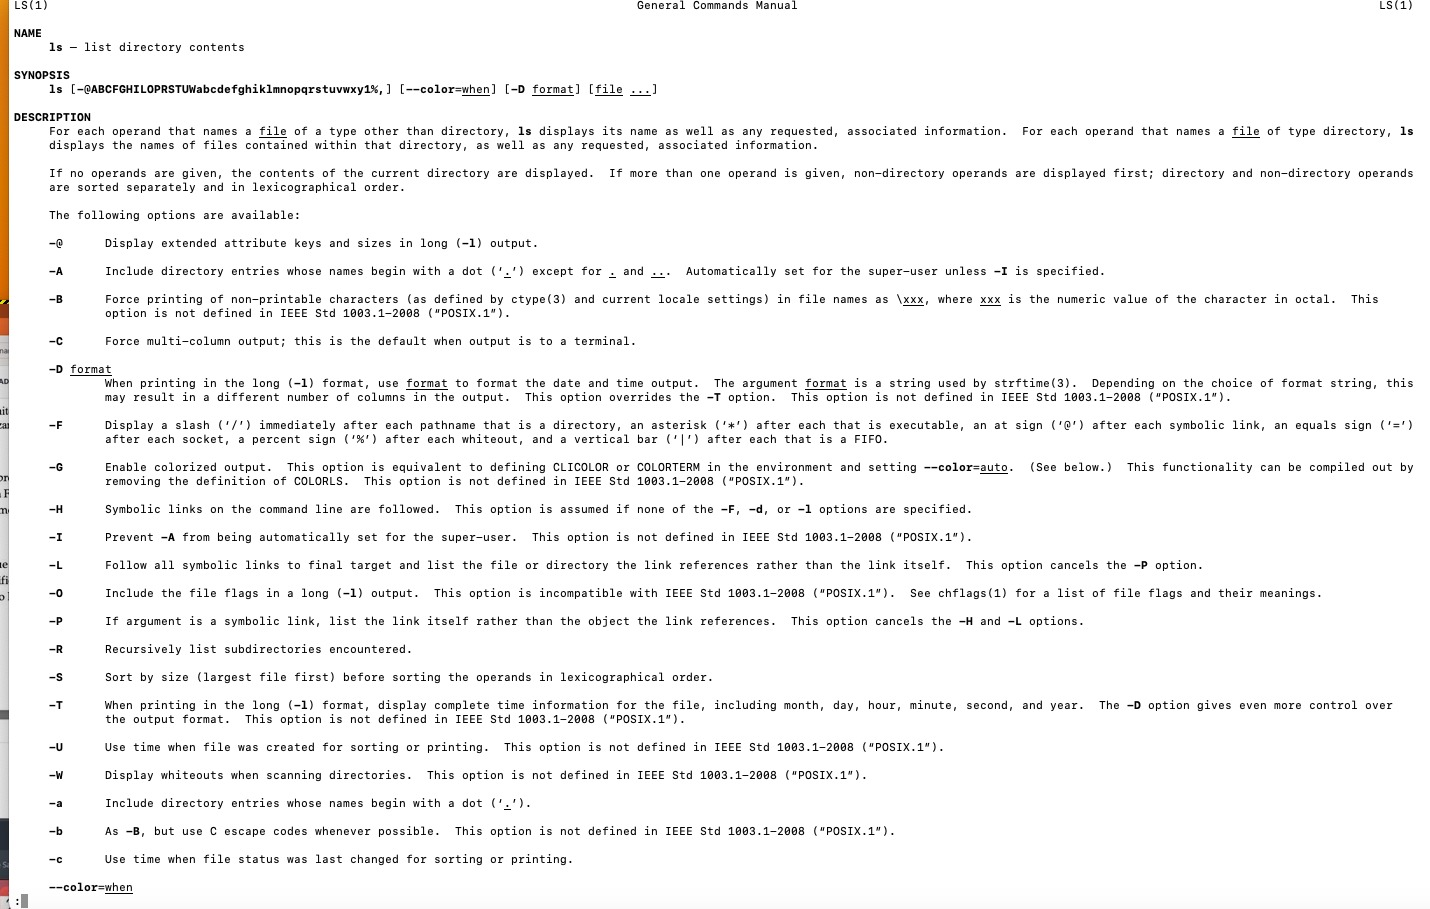 LS(1) General Commands Manual LS(1)
NAME
ls – list directory contents
SYNOPSIS
ls [-@ABCFGHILOPRSTUWabcdefghiklmnopqrstuvwxy1%,] [--color=when] [-D format] [file ...]
DESCRIPTION
For each operand that names a file of a type other than directory, ls displays its name as well as any requested, associated information. For each operand that names a file of type directory, ls
displays the names of files contained within that directory, as well as any requested, associated information.
If no operands are given, the contents of the current directory are displayed. If more than one operand is given, non-directory operands are displayed first; directory and non-directory operands
are sorted separately and in lexicographical order.
The following options are available:
-@ Display extended attribute keys and sizes in long (-l) output.
-A Include directory entries whose names begin with a dot (‘.’) except for . and ... Automatically set for the super-user unless -I is specified.
-B Force printing of non-printable characters (as defined by ctype(3) and current locale settings) in file names as \xxx, where xxx is the numeric value of the character in octal. This
option is not defined in IEEE Std 1003.1-2008 (“POSIX.1”).
-C Force multi-column output; this is the default when output is to a terminal.
-D format
When printing in the long (-l) format, use format to format the date and time output. The argument format is a string used by strftime(3). Depending on the choice of format string, this
may result in a different number of columns in the output. This option overrides the -T option. This option is not defined in IEEE Std 1003.1-2008 (“POSIX.1”).
-F Display a slash (‘/’) immediately after each pathname that is a directory, an asterisk (‘*’) after each that is executable, an at sign (‘@’) after each symbolic link, an equals sign (‘=’)
after each socket, a percent sign (‘%’) after each whiteout, and a vertical bar (‘|’) after each that is a FIFO.
-G Enable colorized output. This option is equivalent to defining CLICOLOR or COLORTERM in the environment and setting --color=auto. (See below.) This functionality can be compiled out by
removing the definition of COLORLS. This option is not defined in IEEE Std 1003.1-2008 (“POSIX.1”).
-H Symbolic links on the command line are followed. This option is assumed if none of the -F, -d, or -l options are specified.
-I Prevent -A from being automatically set for the super-user. This option is not defined in IEEE Std 1003.1-2008 (“POSIX.1”).
-L Follow all symbolic links to final target and list the file or directory the link references rather than the link itself. This option cancels the -P option.
-O Include the file flags in a long (-l) output. This option is incompatible with IEEE Std 1003.1-2008 (“POSIX.1”). See chflags(1) for a list of file flags and their meanings.
-P If argument is a symbolic link, list the link itself rather than the object the link references. This option cancels the -H and -L options.
-R Recursively list subdirectories encountered.
-S Sort by size (largest file first) before sorting the operands in lexicographical order.
-T When printing in the long (-l) format, display complete time information for the file, including month, day, hour, minute, second, and year. The -D option gives even more control over
the output format. This option is not defined in IEEE Std 1003.1-2008 (“POSIX.1”).
-U Use time when file was created for sorting or printing. This option is not defined in IEEE Std 1003.1-2008 (“POSIX.1”).
-W Display whiteouts when scanning directories. This option is not defined in IEEE Std 1003.1-2008 (“POSIX.1”).
-a Include directory entries whose names begin with a dot (‘.’).
-b As -B, but use C escape codes whenever possible. This option is not defined in IEEE Std 1003.1-2008 (“POSIX.1”).
-c Use time when file status was last changed for sorting or printing.
--color=when
: